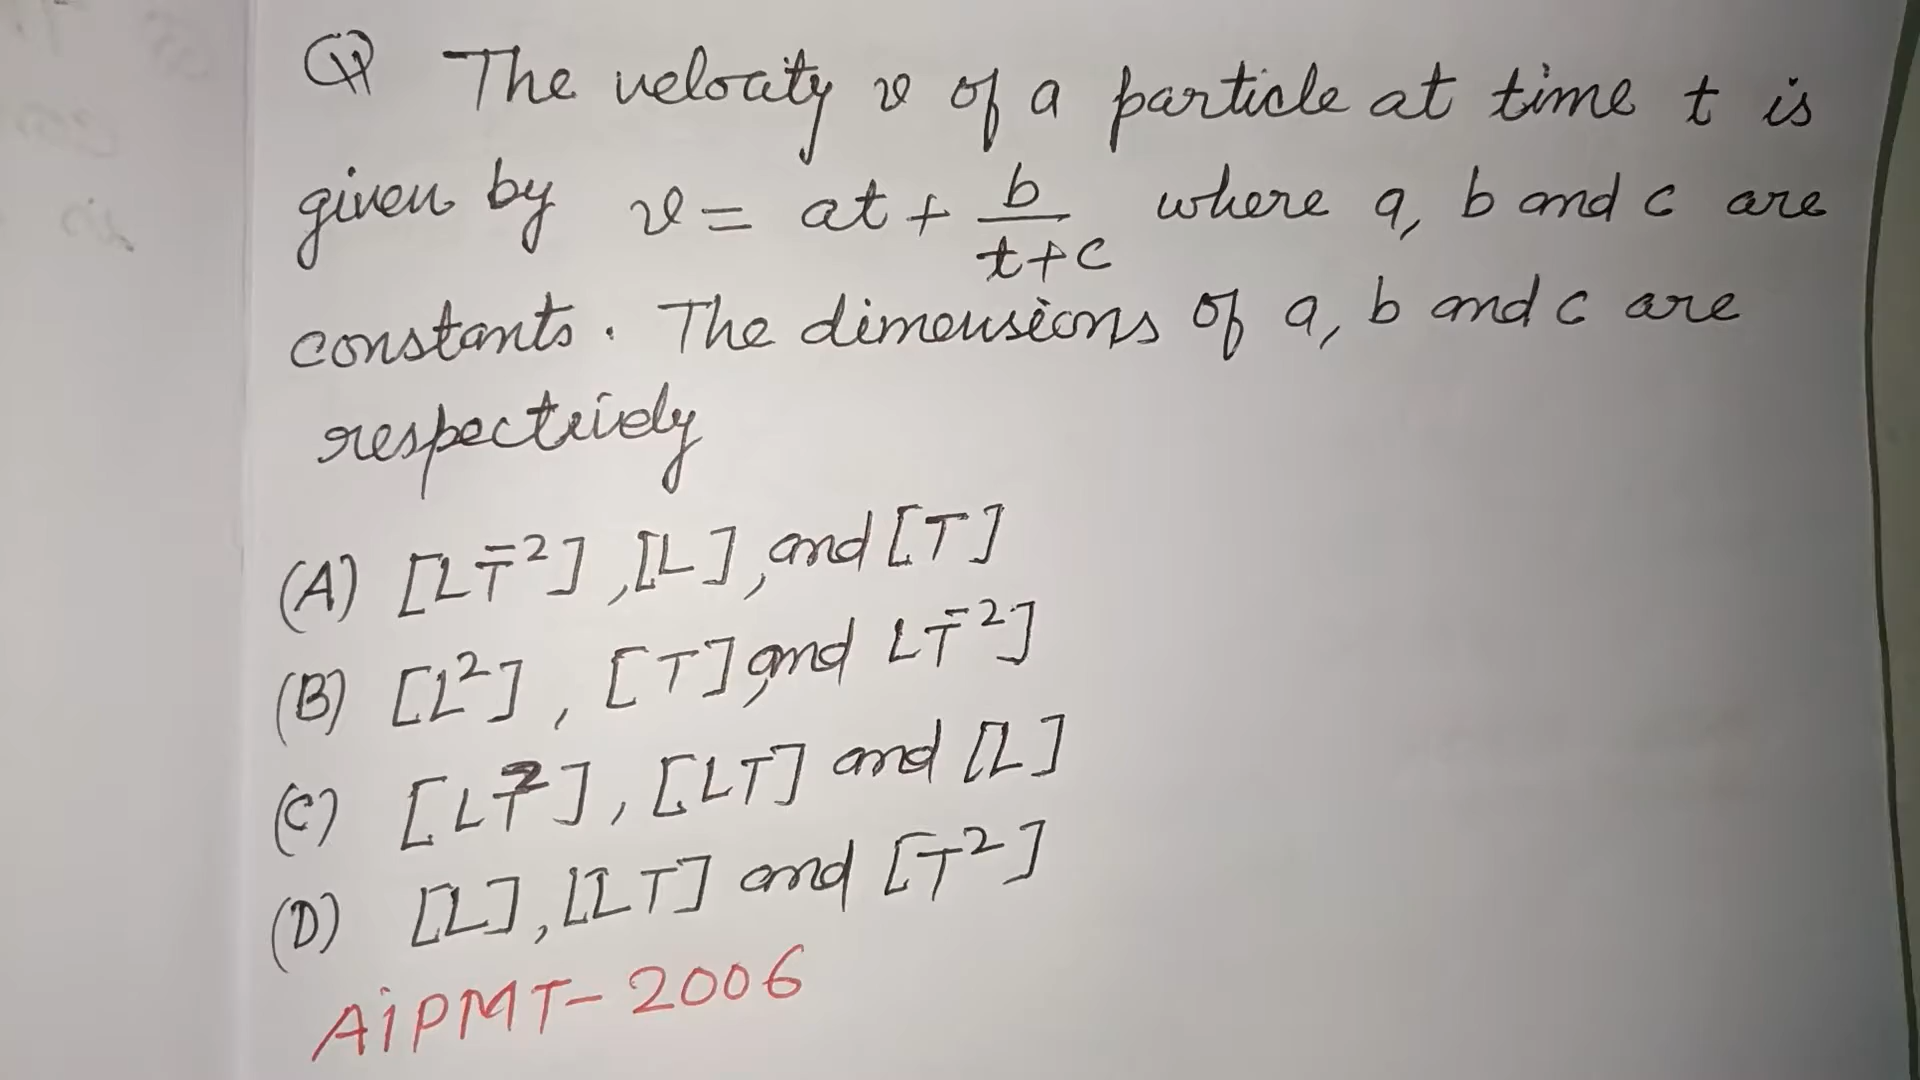 Q The velocity v of a particle at time t is
given by v = at + b/(t+c) where a, b and c are
constants. The dimensions of a, b and c are
respectively
(A) [LT⁻²], [L], and [T]
(B) [L²], [T], and LT⁻²]
(C) [LT²], [LT] and [L]
(D) [L], [LT] and [T²]
AiPMT-2006